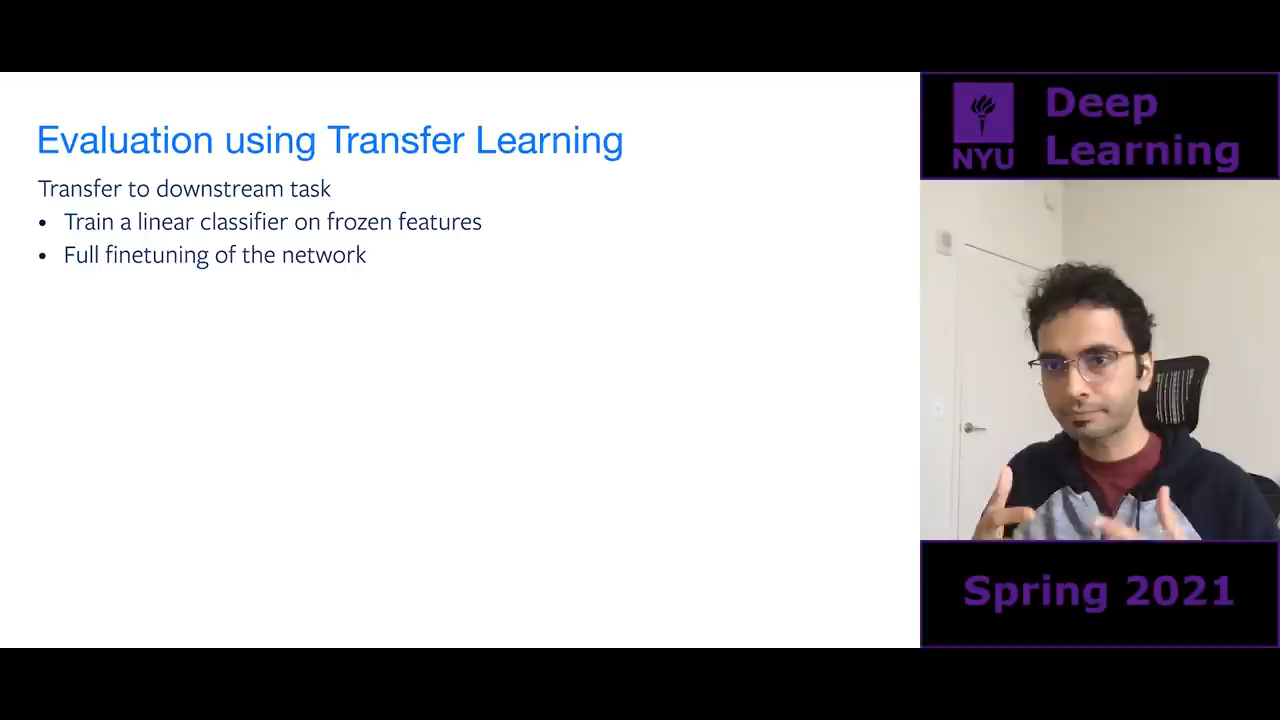 Evaluation using Transfer Learning
Transfer to downstream task
• Train a linear classifier on frozen features
• Full finetuning of the network
NYU
Deep
Learning
Spring 2021